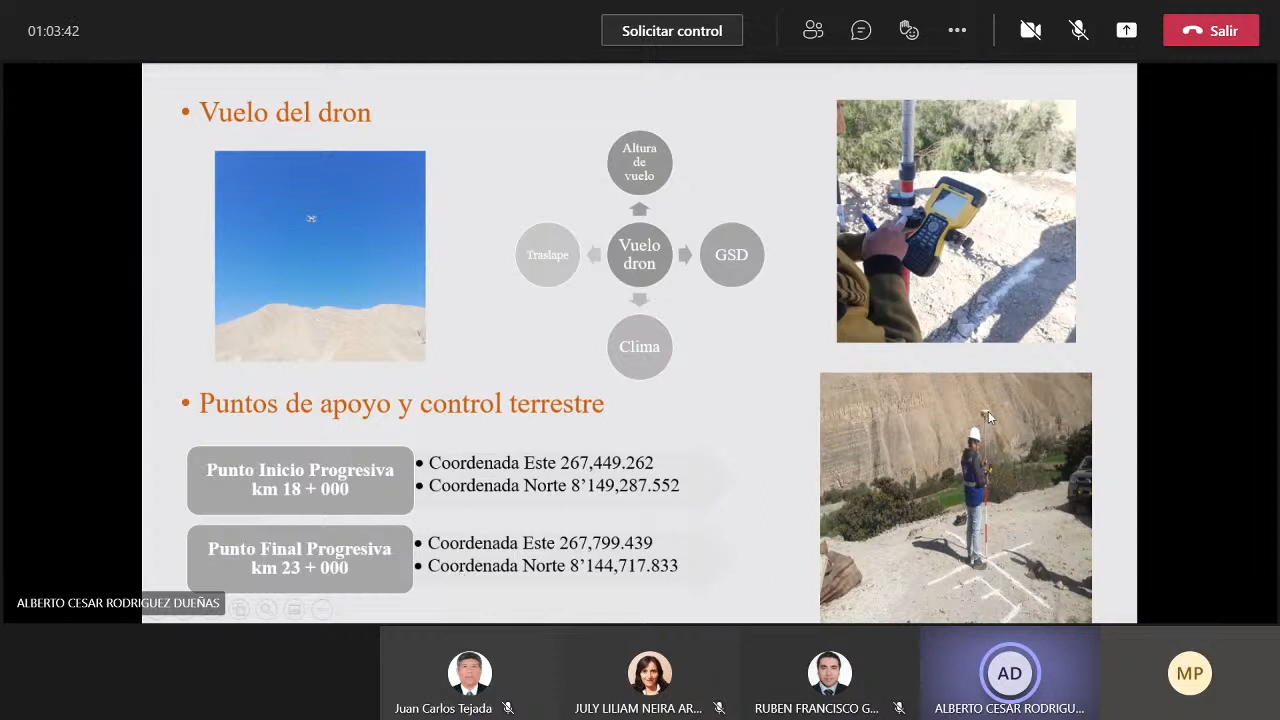 01:03:42
Solicitar control
Salir
• Vuelo del dron
Altura
de
vuelo
Traslape
Vuelo
dron
GSD
Clima
• Puntos de apoyo y control terrestre
Punto Inicio Progresiva
km 18 + 000
• Coordenada Este 267,449.262
• Coordenada Norte 8’149,287.552
Punto Final Progresiva
km 23 + 000
• Coordenada Este 267,799.439
• Coordenada Norte 8’144,717.833
ALBERTO CESAR RODRIGUEZ DUEÑAS
AD
MP
Juan Carlos Tejada
JULY LILIAM NEIRA AR...
RUBEN FRANCISCO G...
ALBERTO CESAR RODRIGU...